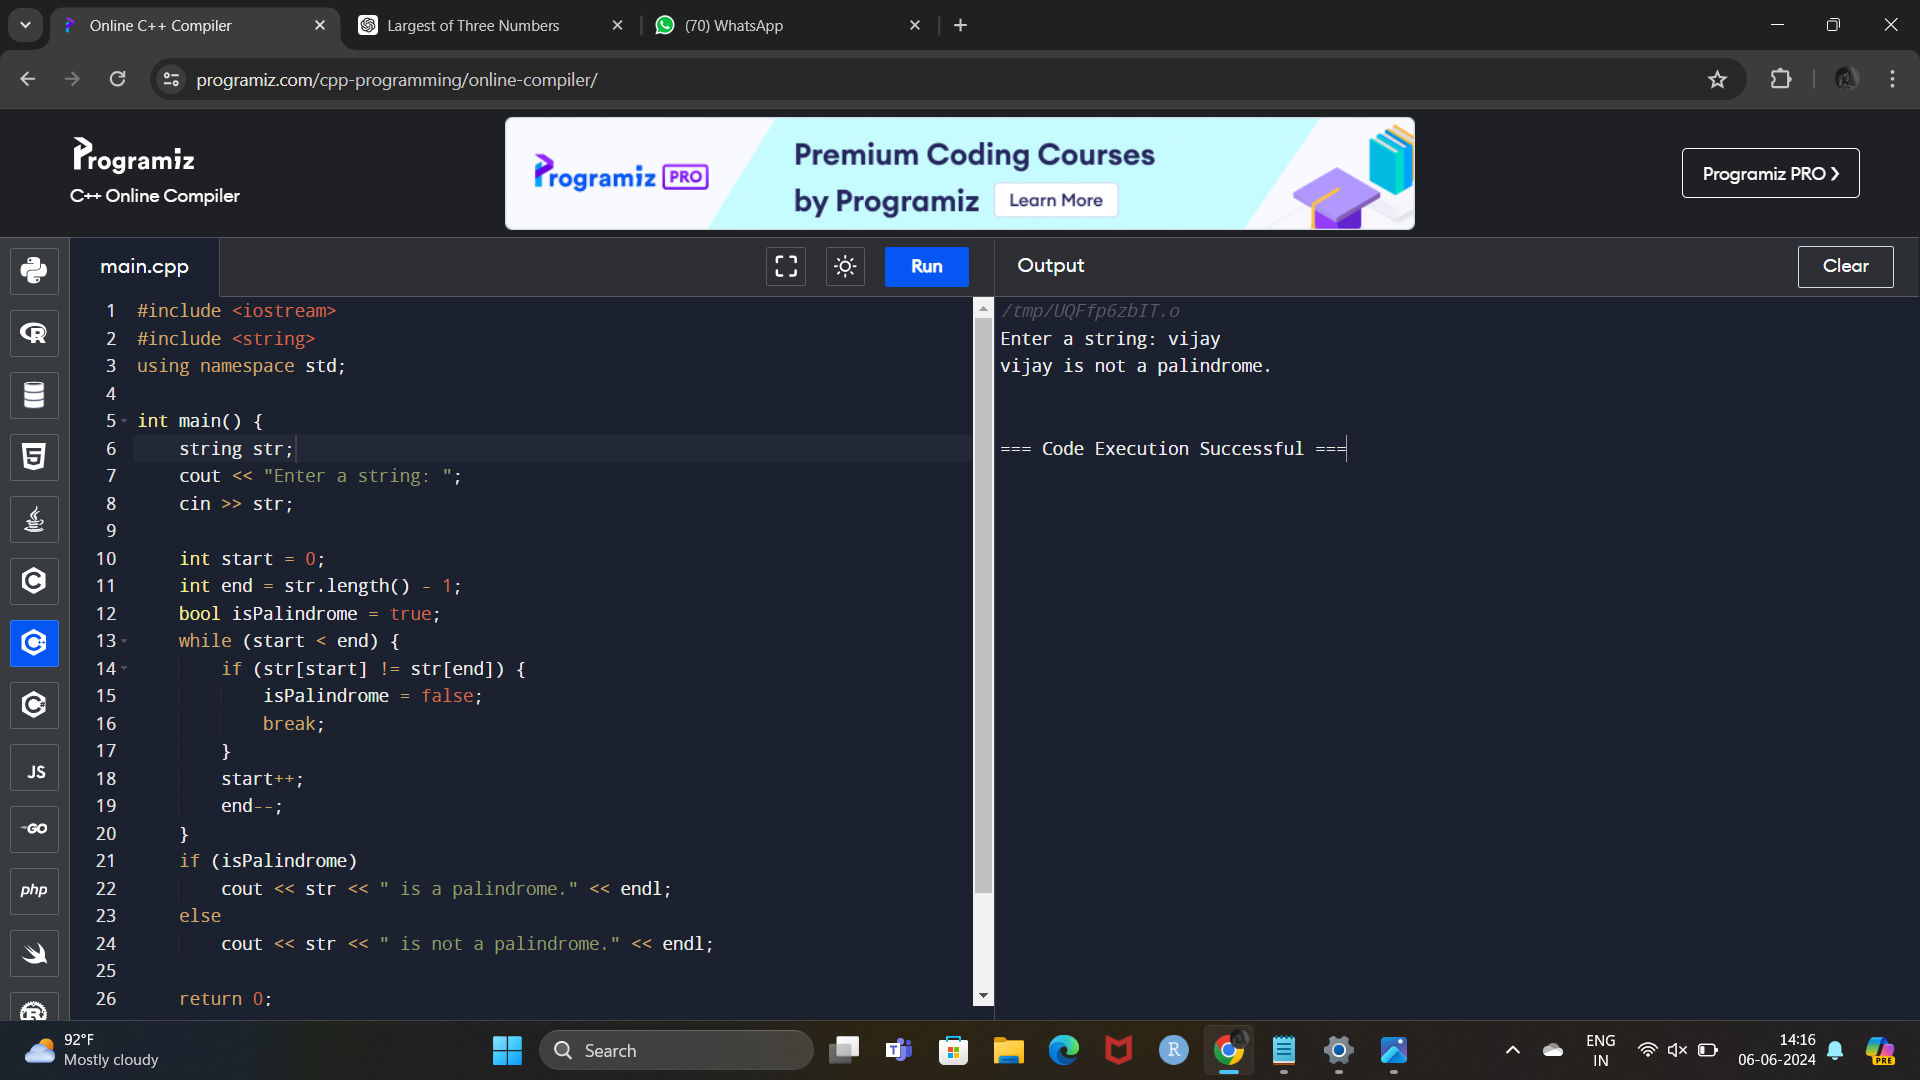 Online C++ Compiler
Largest of Three Numbers
(70) WhatsApp
programiz.com/cpp-programming/online-compiler/
Programiz
C++ Online Compiler
Programiz PRO
Premium Coding Courses
by Programiz Learn More
Programiz PRO ❯
main.cpp
Run
Output
Clear
1 #include <iostream>
2 #include <string>
3 using namespace std;
4
5 int main() {
6     string str;
7     cout << "Enter a string: ";
8     cin >> str;
9
10     int start = 0;
11     int end = str.length() - 1;
12     bool isPalindrome = true;
13     while (start < end) {
14         if (str[start] != str[end]) {
15             isPalindrome = false;
16             break;
17         }
18         start++;
19         end--;
20     }
21     if (isPalindrome)
22         cout << str << " is a palindrome." << endl;
23     else
24         cout << str << " is not a palindrome." << endl;
25
26     return 0;
/tmp/UQFfp6zbIT.o
Enter a string: vijay
vijay is not a palindrome.
=== Code Execution Successful ===
JS
GO
php
92°F
Mostly cloudy
Search
ENG
IN
14:16
06-06-2024
PRE